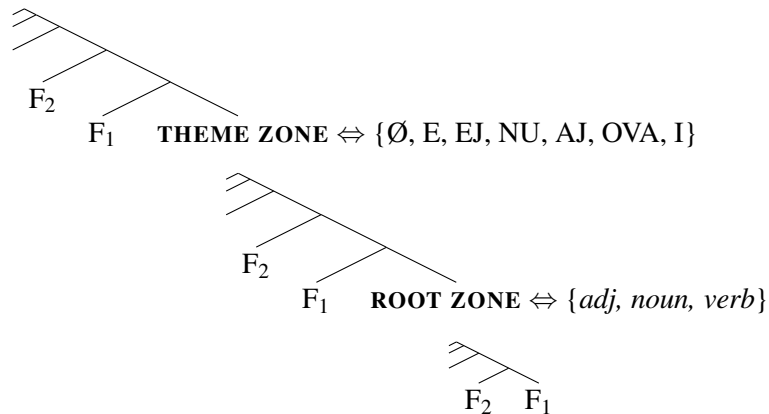 F₂
F₁ THEME ZONE ⇔ {Ø, E, EJ, NU, AJ, OVA, I}
F₂
F₁ ROOT ZONE ⇔ {adj, noun, verb}
F₂ F₁